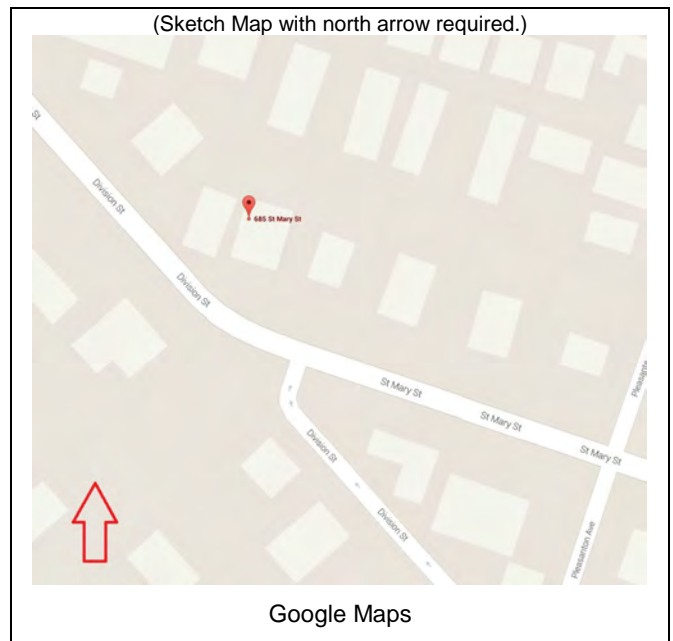 (Sketch Map with north arrow required.)
St
Division St
685 St Mary St
Division St
Pleasanto
St Mary St
St Mary St
St Mary St
Division St
Division St
Pleasanton Ave
Google Maps